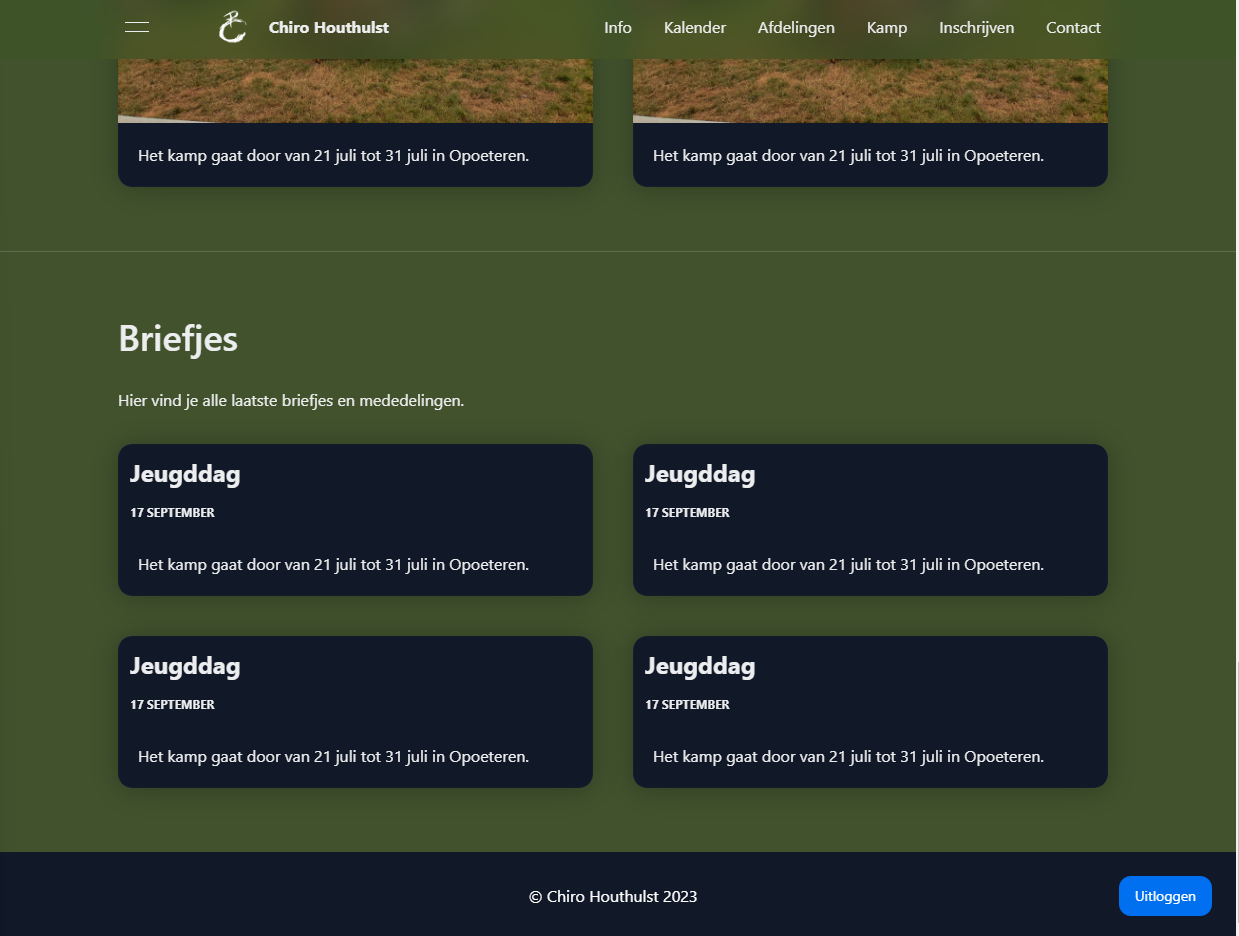 Chiro Houthulst Info Kalender Afdelingen Kamp Inschrijven Contact
Het kamp gaat door van 21 juli tot 31 juli in Opoeteren. Het kamp gaat door van 21 juli tot 31 juli in Opoeteren.
Briefjes
Hier vind je alle laatste briefjes en mededelingen.
Jeugddag Jeugddag
17 SEPTEMBER 17 SEPTEMBER
Het kamp gaat door van 21 juli tot 31 juli in Opoeteren. Het kamp gaat door van 21 juli tot 31 juli in Opoeteren.
Jeugddag Jeugddag
17 SEPTEMBER 17 SEPTEMBER
Het kamp gaat door van 21 juli tot 31 juli in Opoeteren. Het kamp gaat door van 21 juli tot 31 juli in Opoeteren.
© Chiro Houthulst 2023 Uitloggen